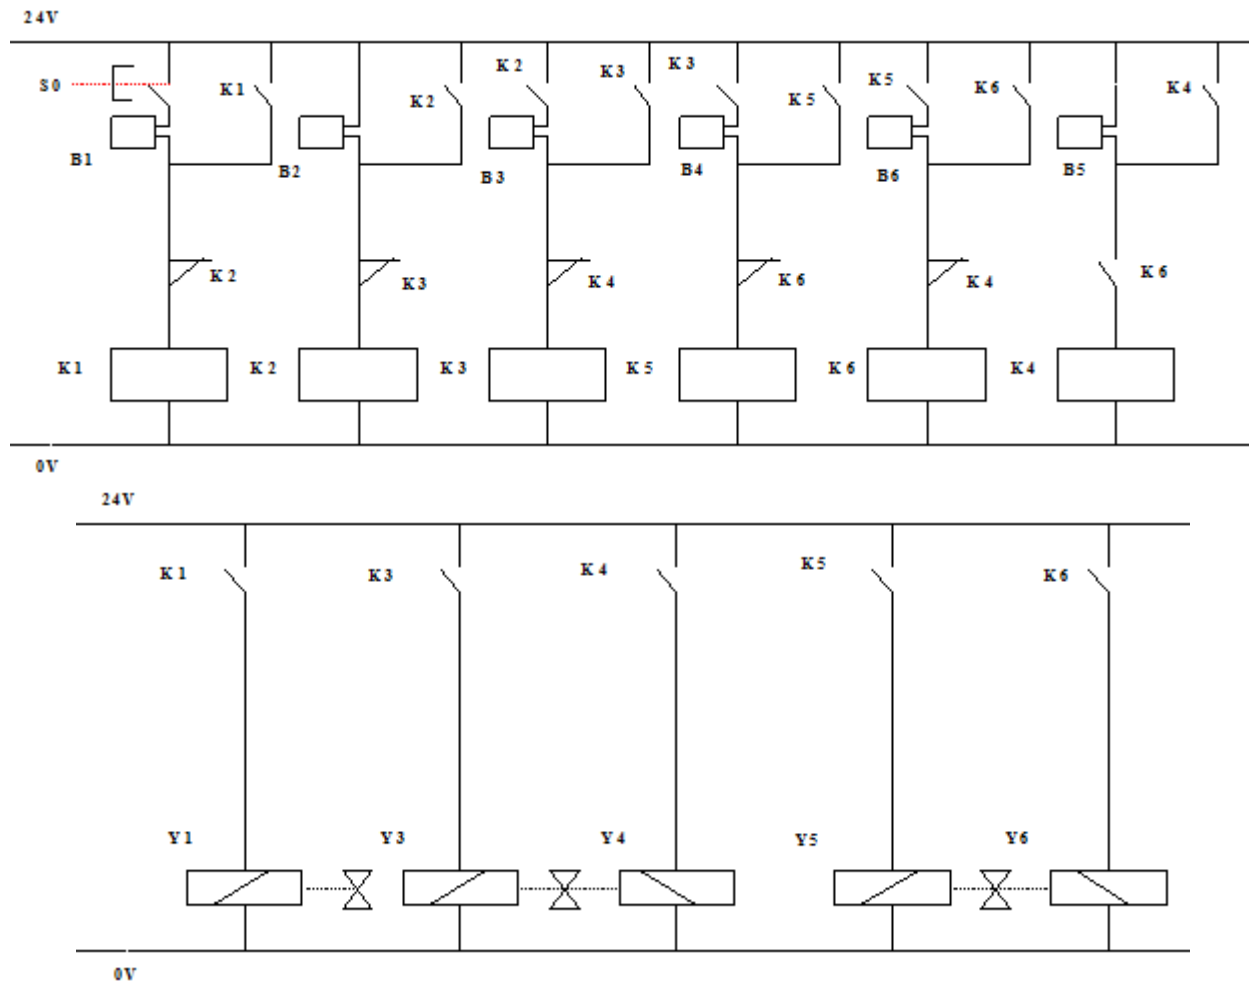 24V
K2 K3 K3 K5 K6 K4
S0 K1 K2 K5
B1 B2 B3 B4 B6 B5
K2 K3 K4 K6 K4 K6
K1 K2 K3 K5 K6 K4
0V
24V
K1 K3 K4 K5 K6
Y1 Y3 Y4 Y5 Y6
0V